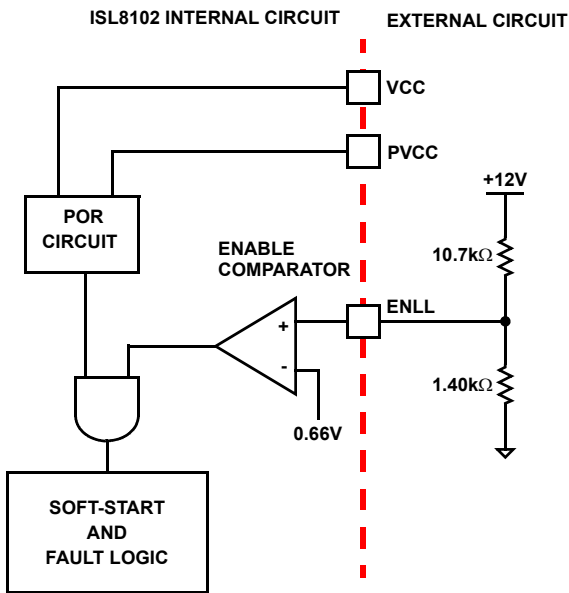 ISL8102 INTERNAL CIRCUIT
EXTERNAL CIRCUIT
VCC
PVCC
+12V
POR
CIRCUIT
10.7kΩ
ENABLE
COMPARATOR
ENLL
+
-
1.40kΩ
0.66V
SOFT-START
AND
FAULT LOGIC